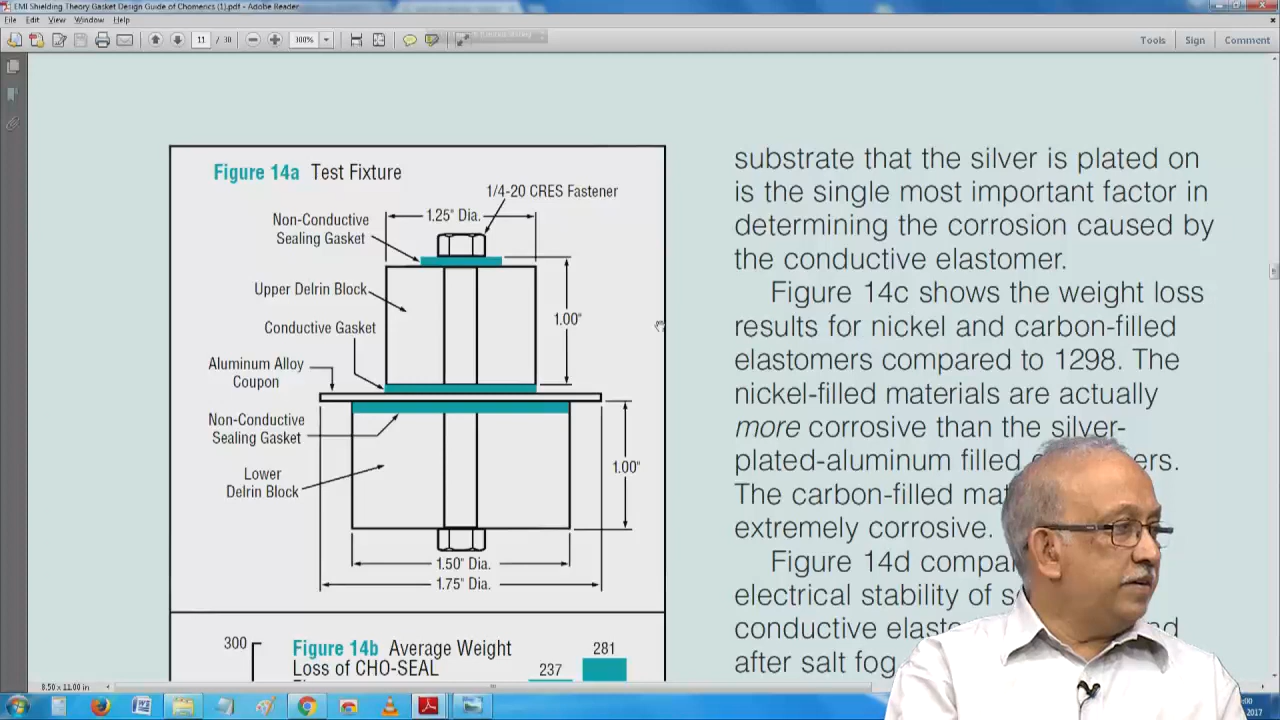 EMI Shielding Theory Gasket Design Guide of Chomerics (1).pdf - Adobe Reader
File Edit View Window Help
11 / 38 100% Tools Sign Comment
Figure 14a Test Fixture
1/4-20 CRES Fastener
1.25" Dia.
Non-Conductive
Sealing Gasket
Upper Delrin Block
1.00"
Conductive Gasket
Aluminum Alloy
Coupon
Non-Conductive
Sealing Gasket
1.00"
Lower
Delrin Block
1.50" Dia.
1.75" Dia.
300
Figure 14b Average Weight
Loss of CHO-SEAL
237
281
substrate that the silver is plated on
is the single most important factor in
determining the corrosion caused by
the conductive elastomer.
Figure 14c shows the weight loss
results for nickel and carbon-filled
elastomers compared to 1298. The
nickel-filled materials are actually
more corrosive than the silver-
plated-aluminum filled
The carbon-filled
extremely corrosive.
Figure 14d
electrical stability of
conductive
after salt fog
8.50 x 11.00 in
2017